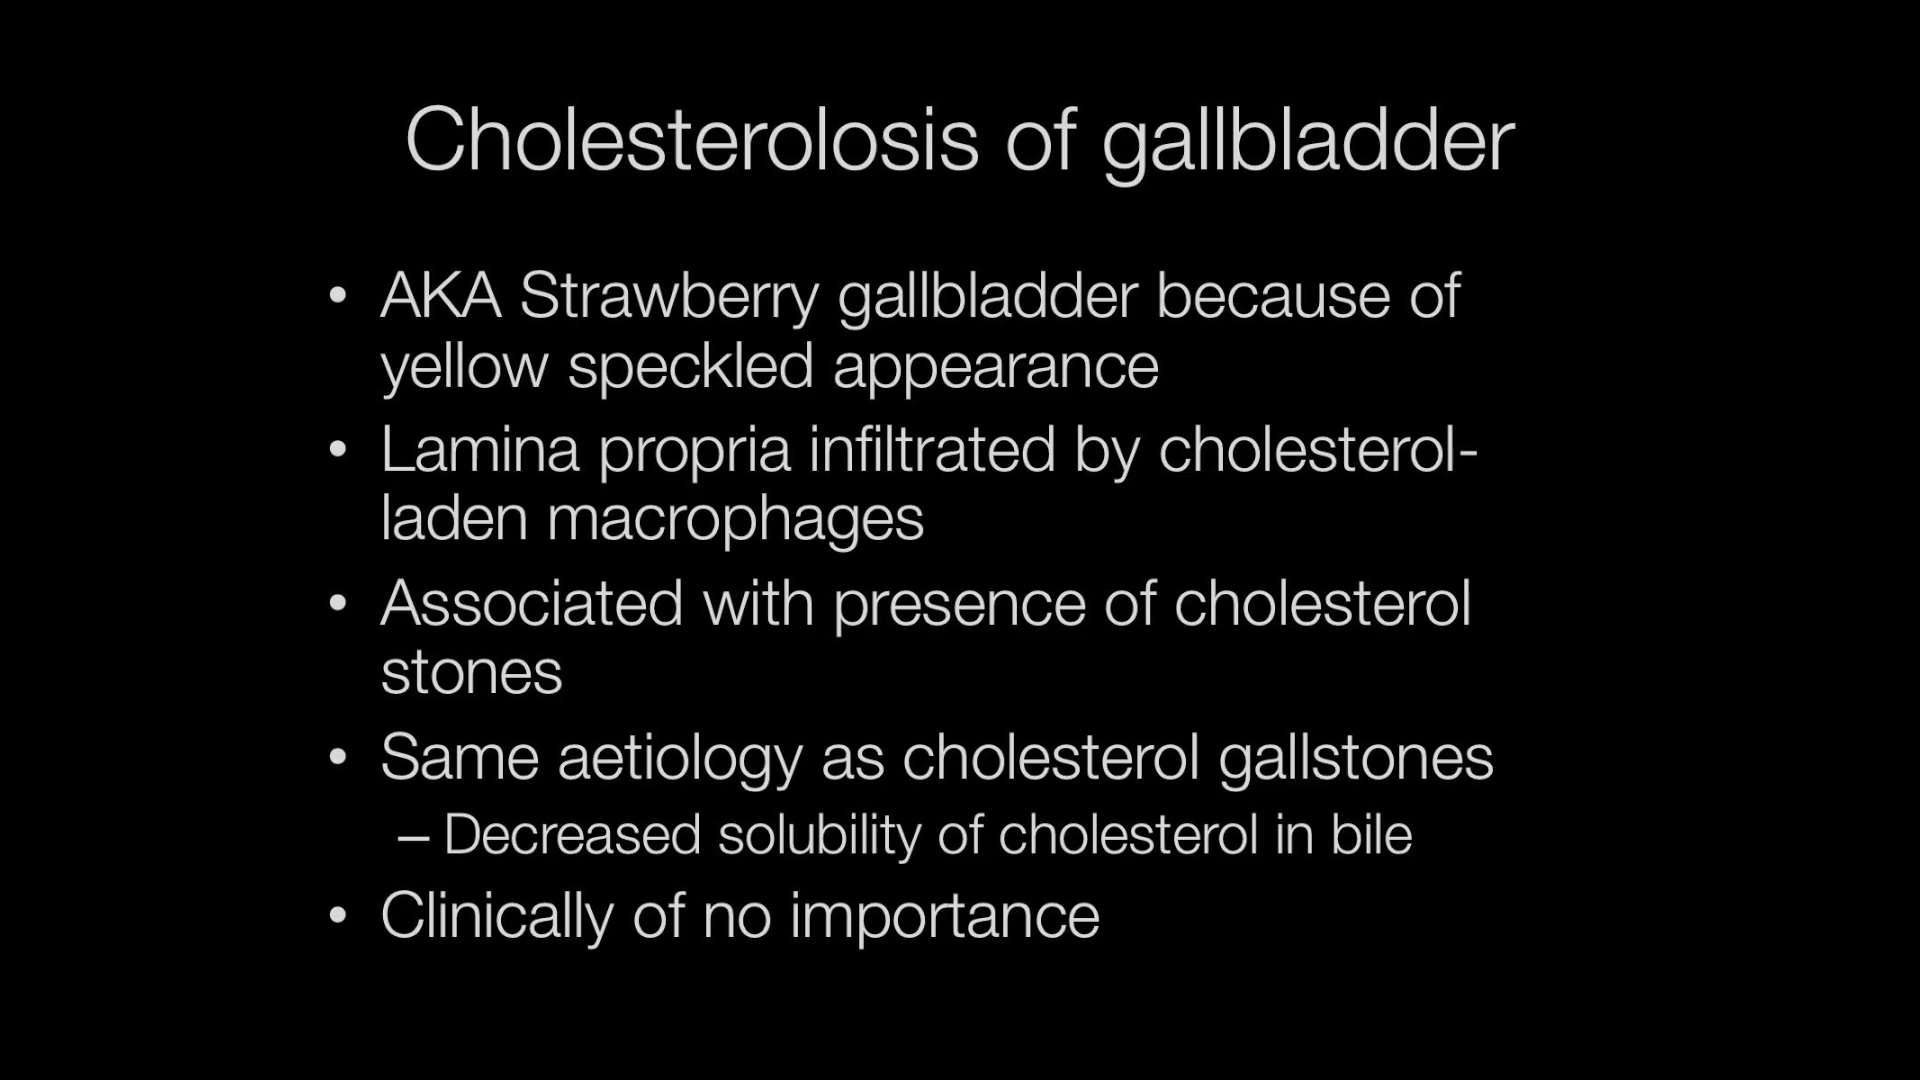 Cholesterolosis of gallbladder
• AKA Strawberry gallbladder because of
yellow speckled appearance
• Lamina propria infiltrated by cholesterol-
laden macrophages
• Associated with presence of cholesterol
stones
• Same aetiology as cholesterol gallstones
– Decreased solubility of cholesterol in bile
• Clinically of no importance